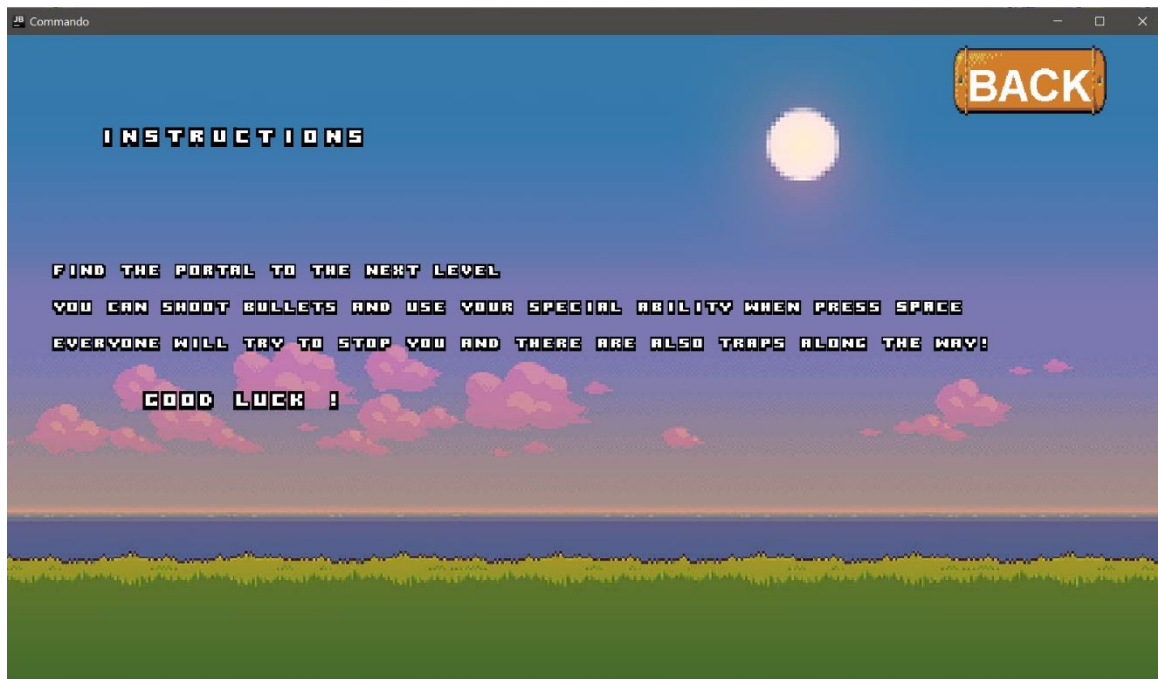 JB Commando
BACK
INSTRUCTIONS
FIND THE PORTAL TO THE NEXT LEVEL
YOU CAN SHOOT BULLETS AND USE YOUR SPECIAL ABILITY WHEN PRESS SPACE
EVERYONE WILL TRY TO STOP YOU AND THERE ARE ALSO TRAPS ALONG THE WAY!
GOOD LUCK !